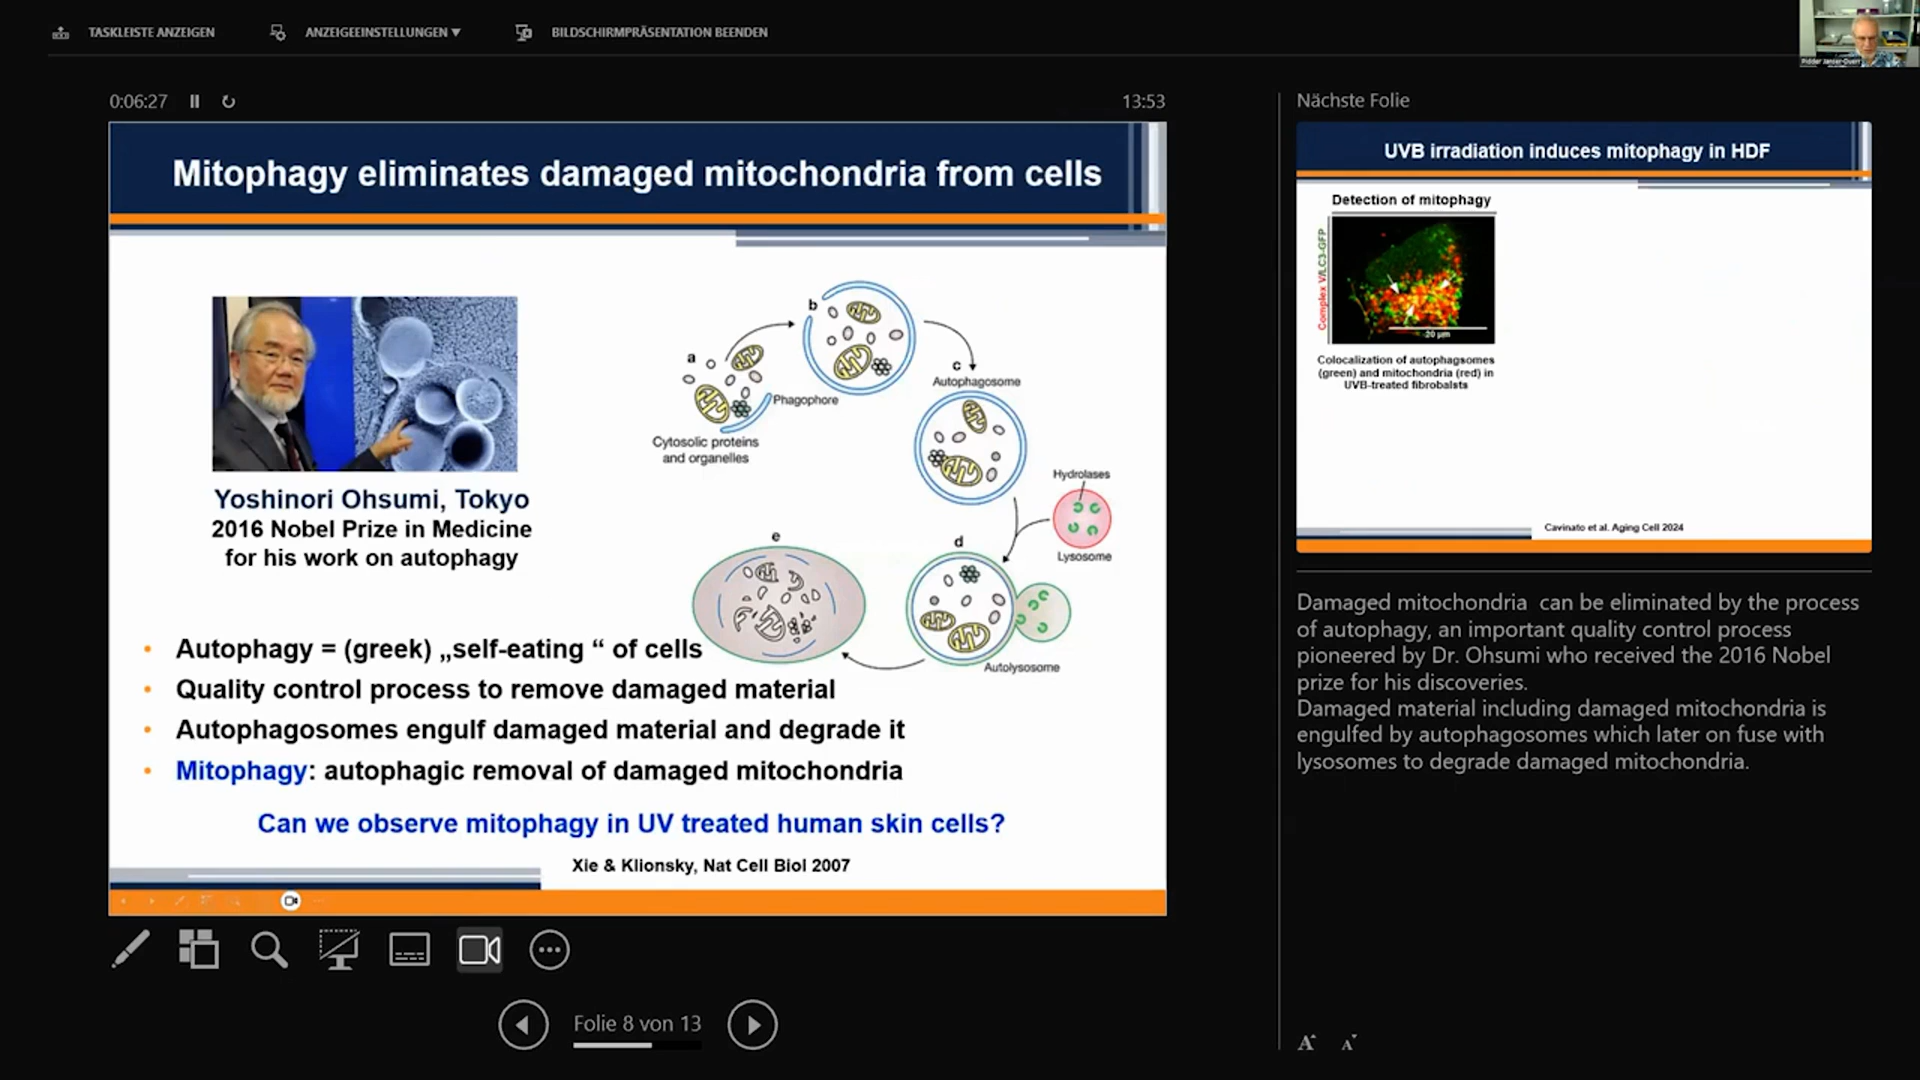 TASKLEISTE ANZEIGEN
ANZEIGEEINSTELLUNGEN ▼
BILDSCHIRMPRÄSENTATION BEENDEN
0:06:27
13:53
Mitophagy eliminates damaged mitochondria from cells
Yoshinori Ohsumi, Tokyo
2016 Nobel Prize in Medicine
for his work on autophagy
a
b
c
Autophagosome
Phagophore
Cytosolic proteins
and organelles
Hydrolases
Lysosome
d
e
Autolysosome
• Autophagy = (greek) „self-eating “ of cells
• Quality control process to remove damaged material
• Autophagosomes engulf damaged material and degrade it
• Mitophagy: autophagic removal of damaged mitochondria
Can we observe mitophagy in UV treated human skin cells?
Xie & Klionsky, Nat Cell Biol 2007
Folie 8 von 13
Nächste Folie
UVB irradiation induces mitophagy in HDF
Detection of mitophagy
Complex V/LC3-GFP
20 µm
Colocalization of autophagsomes
(green) and mitochondria (red) in
UVB-treated fibrobalsts
Cavinato et al. Aging Cell 2024
Damaged mitochondria  can be eliminated by the process
of autophagy, an important quality control process
pioneered by Dr. Ohsumi who received the 2016 Nobel
prize for his discoveries.
Damaged material including damaged mitochondria is
engulfed by autophagosomes which later on fuse with
lysosomes to degrade damaged mitochondria.
A A